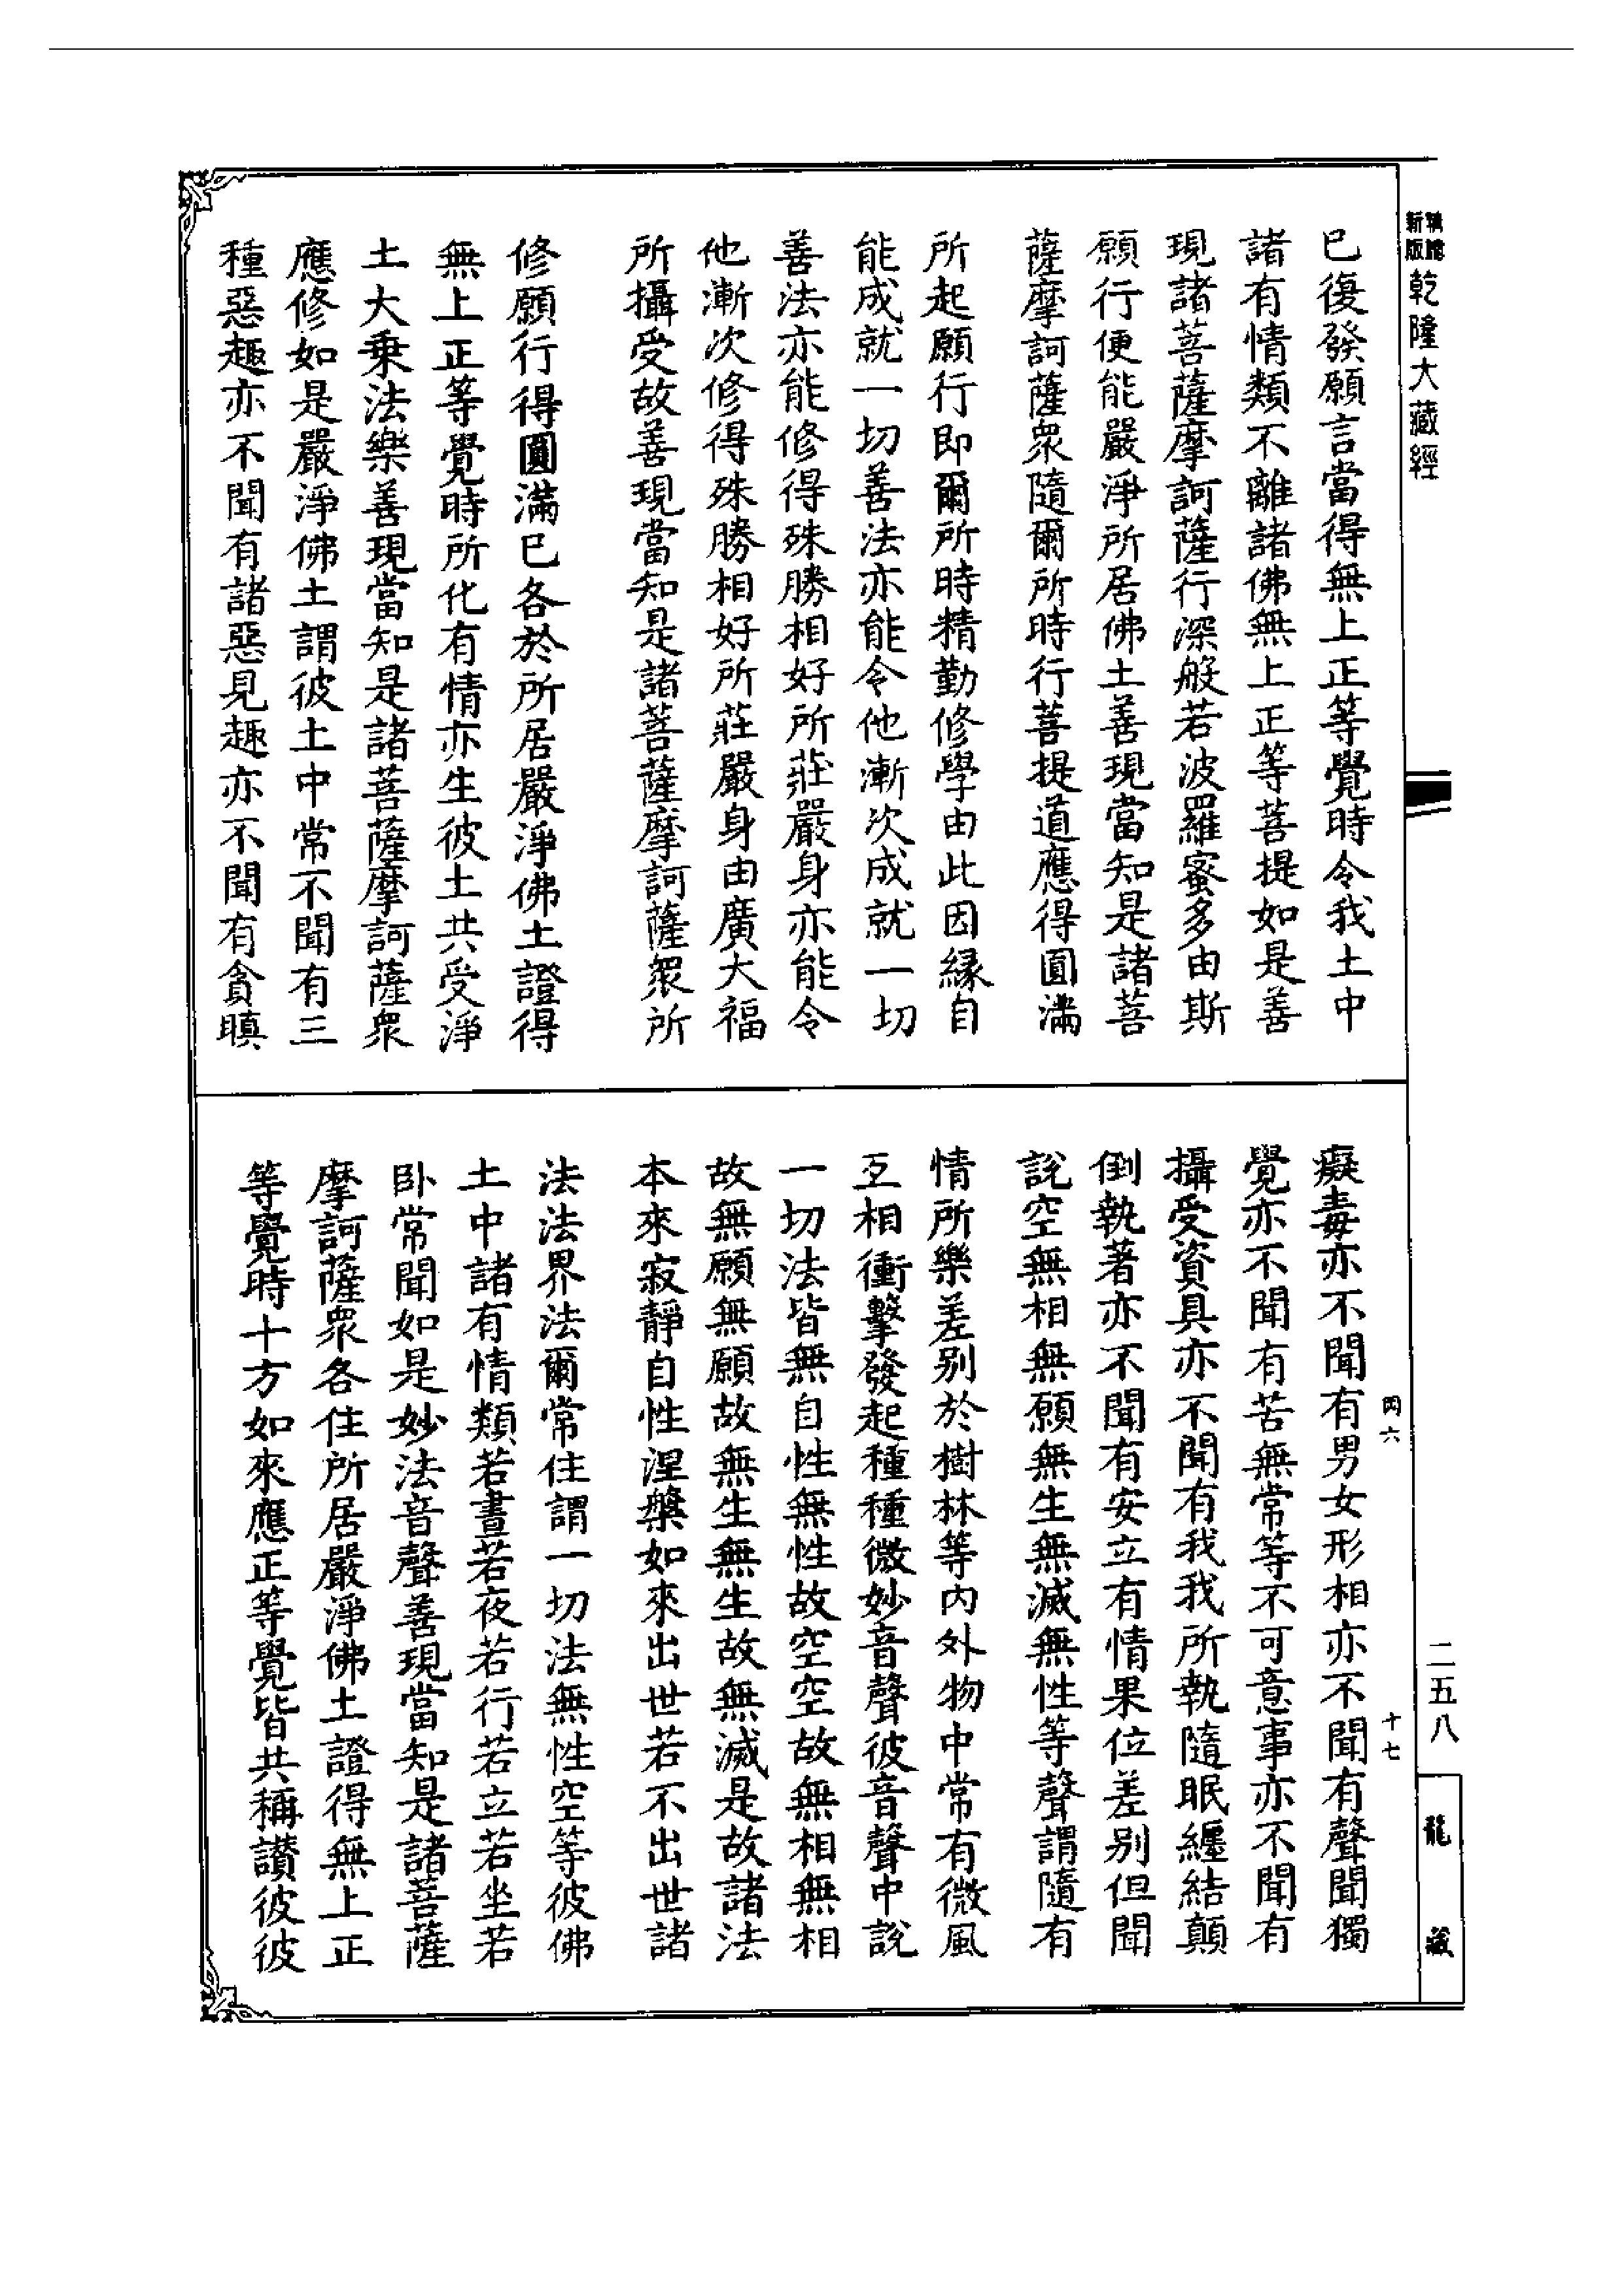 新版 精縮 乾隆大藏經
已復發願言當得無上正等覺時令我土中
諸有情類不離諸佛無上正等菩提如是善
現諸菩薩摩訶薩行深般若波羅蜜多由斯
願行便能嚴淨所居佛土善現當知是諸菩
薩摩訶薩衆隨爾所時行菩提道應得圓滿
所起願行即爾所時精勤修學由此因緣自
能成就一切善法亦能令他漸次成就一切
善法亦能修得殊勝相好所莊嚴身亦能令
他漸次修得殊勝相好所莊嚴身由廣大福
所攝受故善現當知是諸菩薩摩訶薩衆所
修願行得圓滿已各於所居嚴淨佛土證得
無上正等覺時所化有情亦生彼土共受淨
土大乗法樂善現當知是諸菩薩摩訶薩衆
應修如是嚴淨佛土謂彼土中常不聞有三
種惡趣亦不聞有諸惡見趣亦不聞有貪瞋
癡毒亦不聞有男女形相亦不聞有聲聞獨
覺亦不聞有苦無常等不可意事亦不聞有
攝受資具亦不聞有我我所執隨眠纏結顛
倒執著亦不聞有安立有情果位差别但聞
說空無相無願無生無滅無性等聲謂隨有
情所樂差别於樹林等内外物中常有微風
互相衝擊發起種種微妙音聲彼音聲中說
一切法皆無自性無性故空空故無相無相
故無願無願故無生無生故無滅是故諸法
本來寂靜自性涅槃如來出世若不出世諸
法法界法爾常住謂一切法無性空等彼佛
土中諸有情類若晝若夜若行若立若坐若
卧常聞如是妙法音聲善現當知是諸菩薩
摩訶薩衆各住所居嚴淨佛土證得無上正
等覺時十方如來應正等覺皆共稱讃彼彼
六
十七
二五八
龍藏